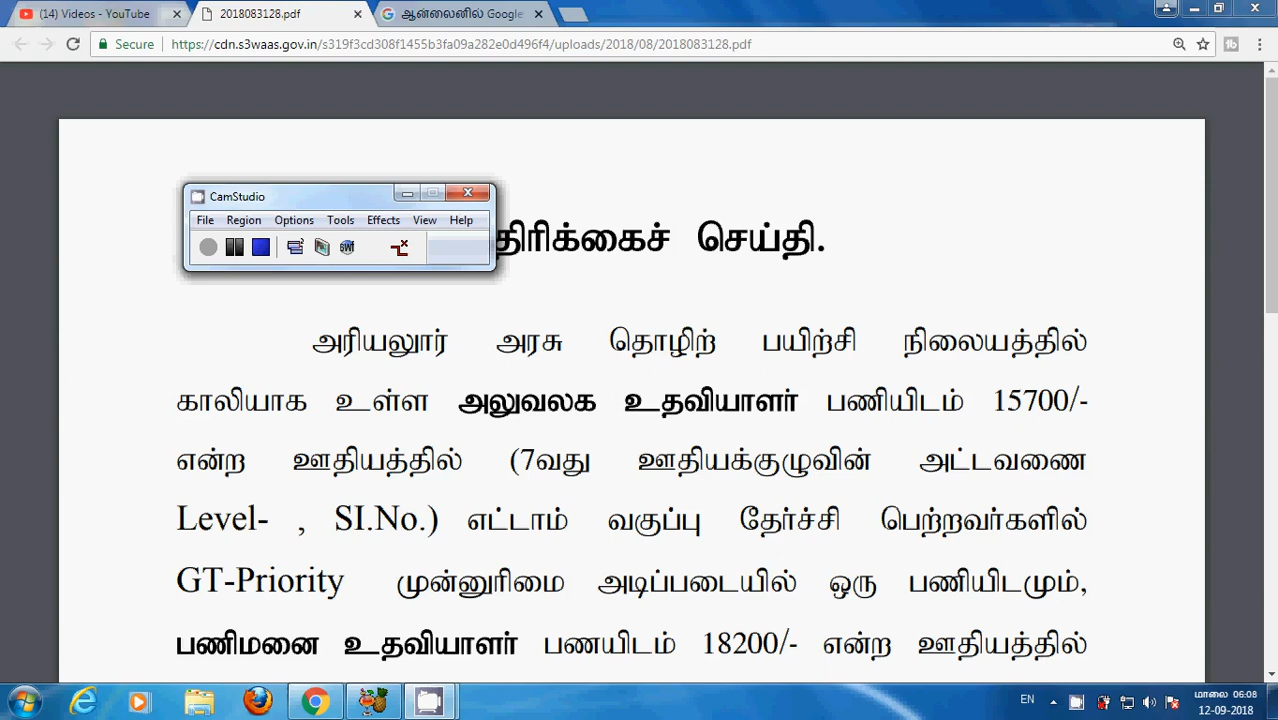 (14) Videos - YouTube
2018083128.pdf
ஆன்லைனில் Google
Secure
https://cdn.s3waas.gov.in/s319f3cd308f1455b3fa09a282e0d496f4/uploads/2018/08/2018083128.pdf
CamStudio
File Region Options Tools Effects View Help
திரிக்கைச் செய்தி.
அரியலூர் அரசு தொழிற் பயிற்சி நிலையத்தில்
காலியாக உள்ள அலுவலக உதவியாளர் பணியிடம் 15700/-
என்ற ஊதியத்தில் (7வது ஊதியக்குழுவின் அட்டவணை
Level- , SI.No.) எட்டாம் வகுப்பு தேர்ச்சி பெற்றவர்களில்
GT-Priority முன்னுரிமை அடிப்படையில் ஒரு பணியிடமும்,
பணிமனை உதவியாளர் பணயிடம் 18200/- என்ற ஊதியத்தில்
EN
மாலை 06:08
12-09-2018